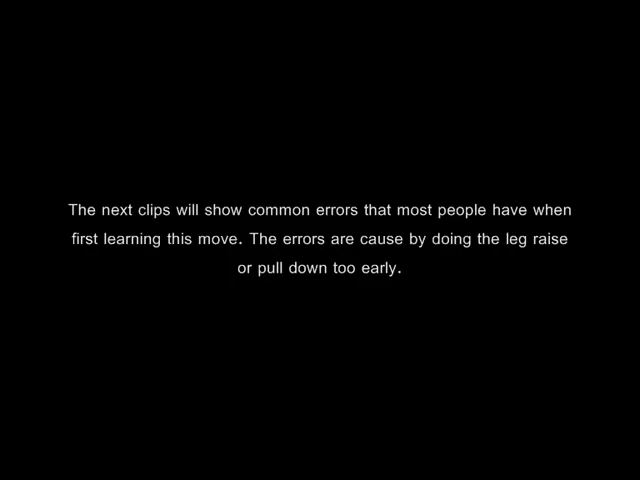 The next clips will show common errors that most people have when
first learning this move. The errors are cause by doing the leg raise
or pull down too early.